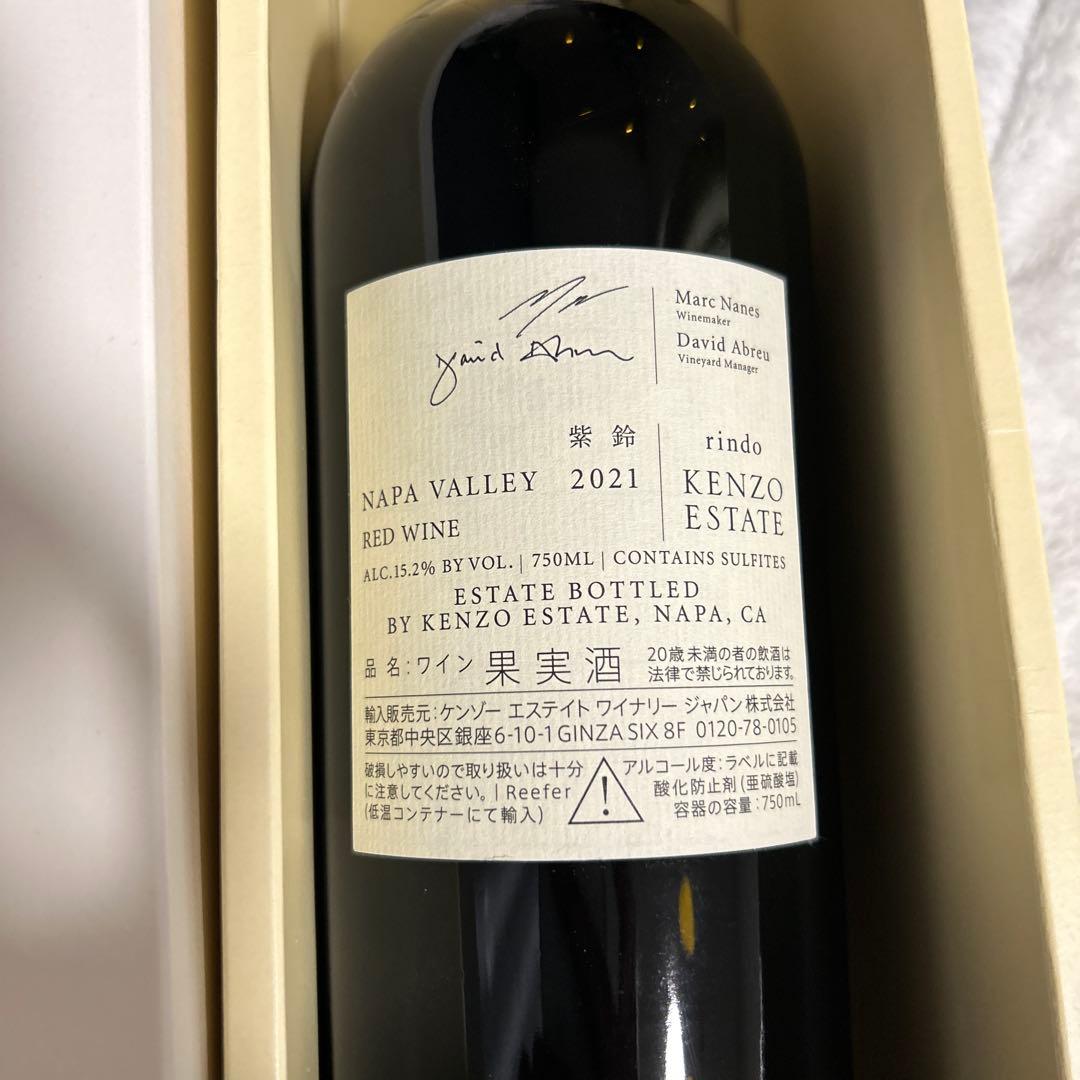 David Abreu
Marc Nanes
Winemaker
David Abreu
Vineyard Manager
紫鈴
rindo
NAPA VALLEY 2021
KENZO
ESTATE
RED WINE
ALC.15.2% BY VOL. | 750ML | CONTAINS SULFITES
ESTATE BOTTLED
BY KENZO ESTATE, NAPA, CA
品名:ワイン 果実酒 20歳未満の者の飲酒は
法律で禁じられております。
輸入販売元:ケンゾー エステイト ワイナリー ジャパン株式会社
東京都中央区銀座6-10-1 GINZA SIX 8F 0120-78-0105
破損しやすいので取り扱いは十分
に注意してください。| Reefer
(低温コンテナーにて輸入)
アルコール度:ラベルに記載
酸化防止剤(亜硫酸塩)
容器の容量:750mL